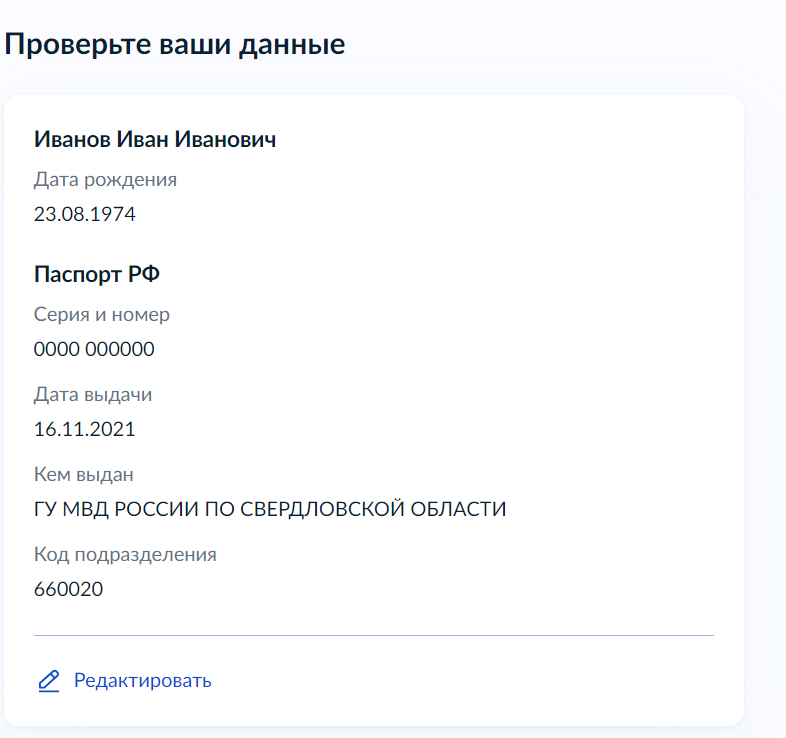 Проверьте ваши данные
Иванов Иван Иванович
Дата рождения
23.08.1974
Паспорт РФ
Серия и номер
0000 000000
Дата выдачи
16.11.2021
Кем выдан
ГУ МВД РОССИИ ПО СВЕРДЛОВСКОЙ ОБЛАСТИ
Код подразделения
660020
Редактировать